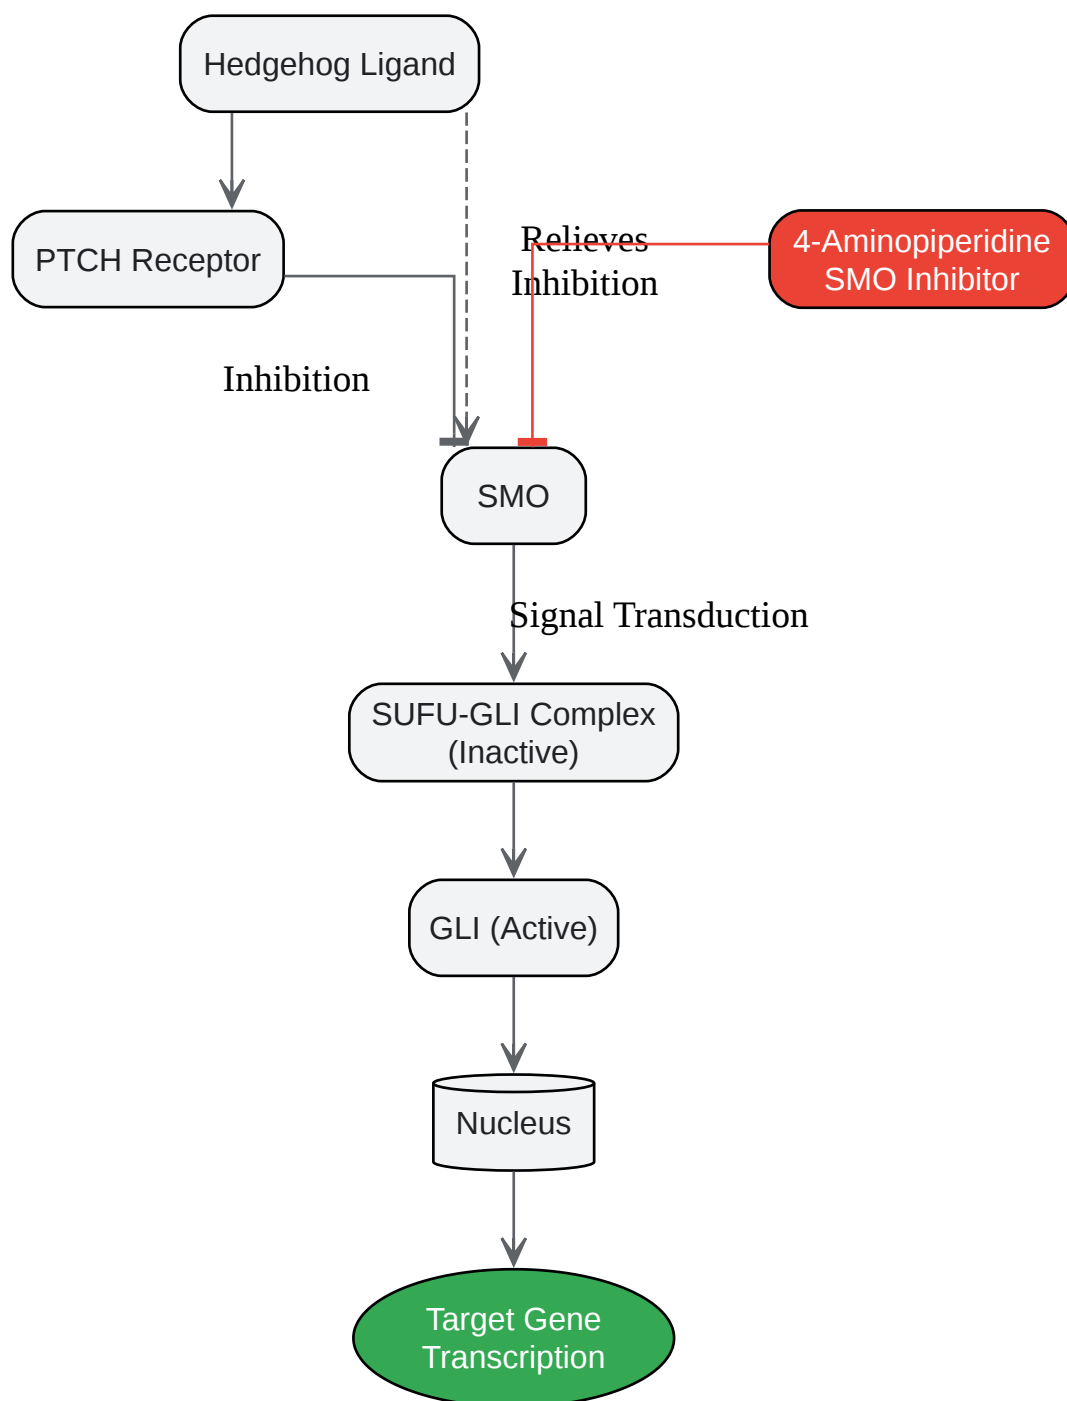 Hedgehog Ligand
PTCH Receptor
Relieves
Inhibition
4-Aminopiperidine
SMO Inhibitor
Inhibition
SMO
Signal Transduction
SUFU-GLI Complex
(Inactive)
GLI (Active)
Nucleus
Target Gene
Transcription